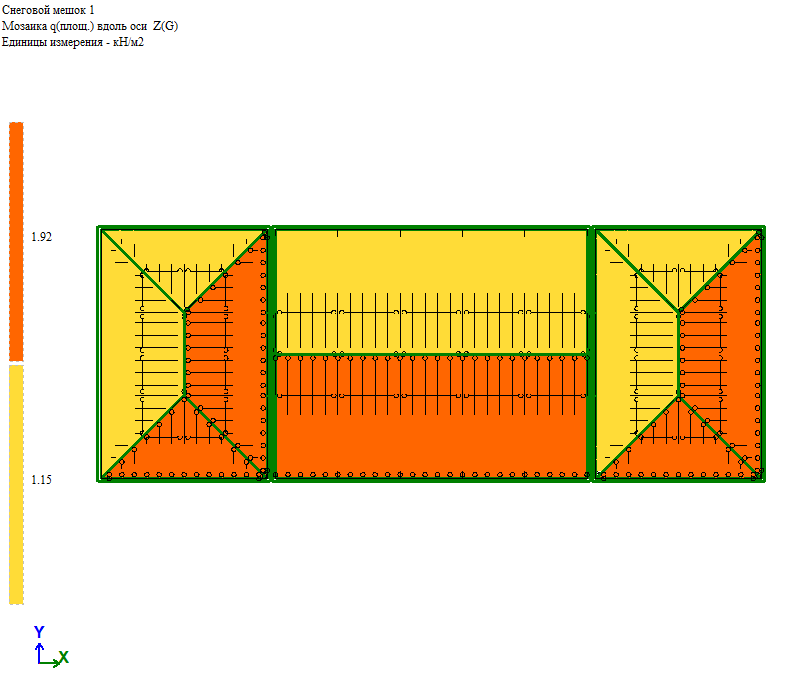 Снеговой мешок 1
Мозаика q(площ.) вдоль оси  Z(G)
Единицы измерения - кН/м2
1.92
1.15
Y
X